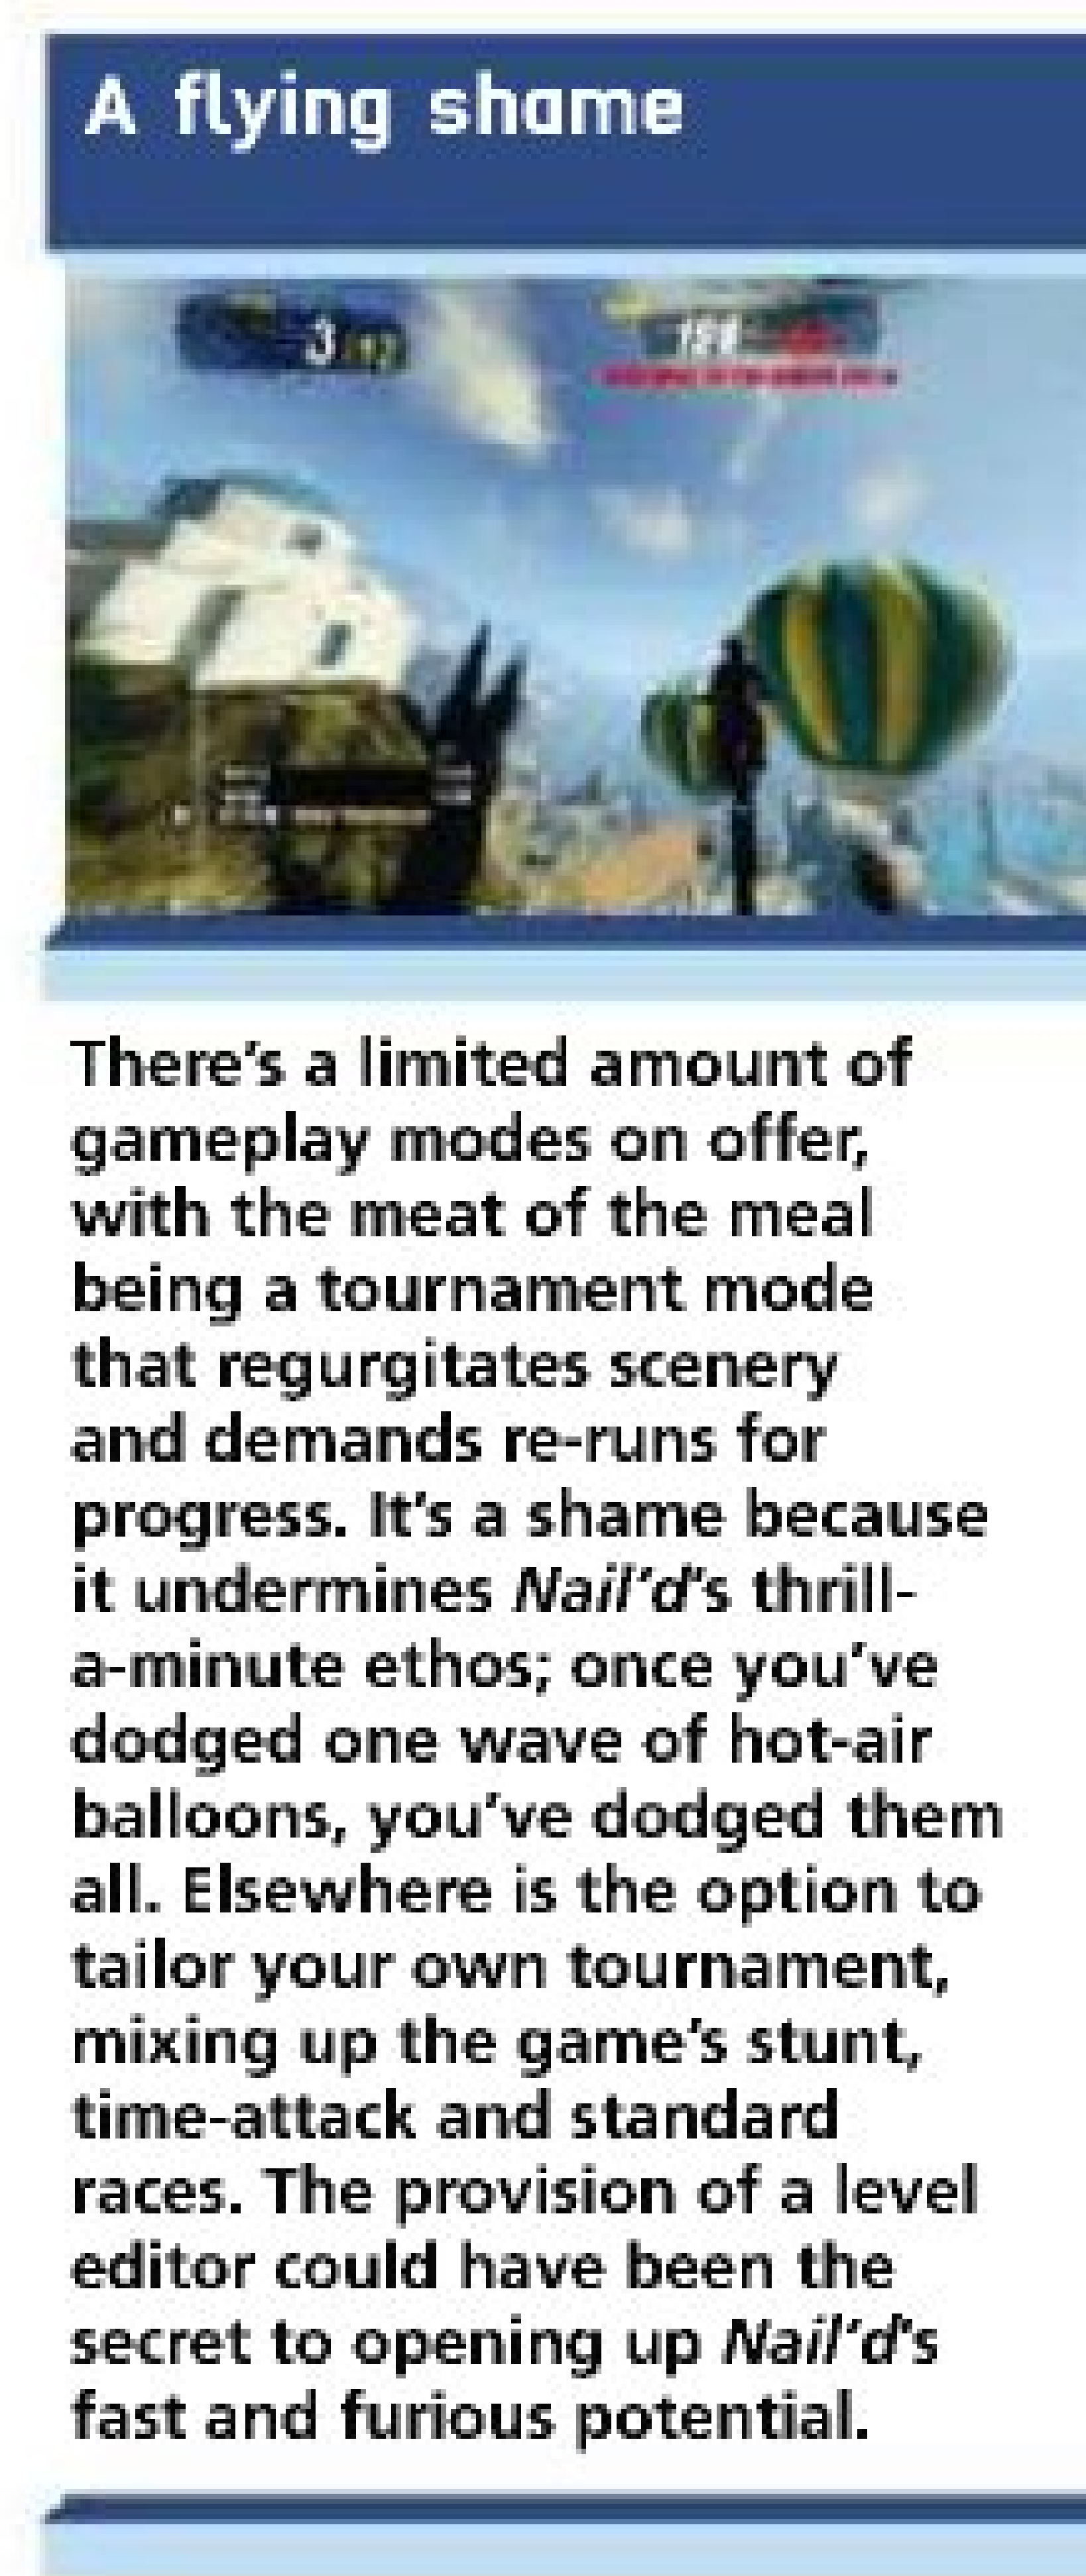 A flying shame
3
There's a limited amount of
gameplay modes on offer,
with the meat of the meal
being a tournament mode
that regurgitates scenery
and demands re-runs for
progress. It's a shame because
it undermines Nail'd's thrill-
a-minute ethos; once you've
dodged one wave of hot-air
balloons, you've dodged them
all. Elsewhere is the option to
tailor your own tournament,
mixing up the game's stunt,
time-attack and standard
races. The provision of a level
editor could have been the
secret to opening up Nail'd's
fast and furious potential.